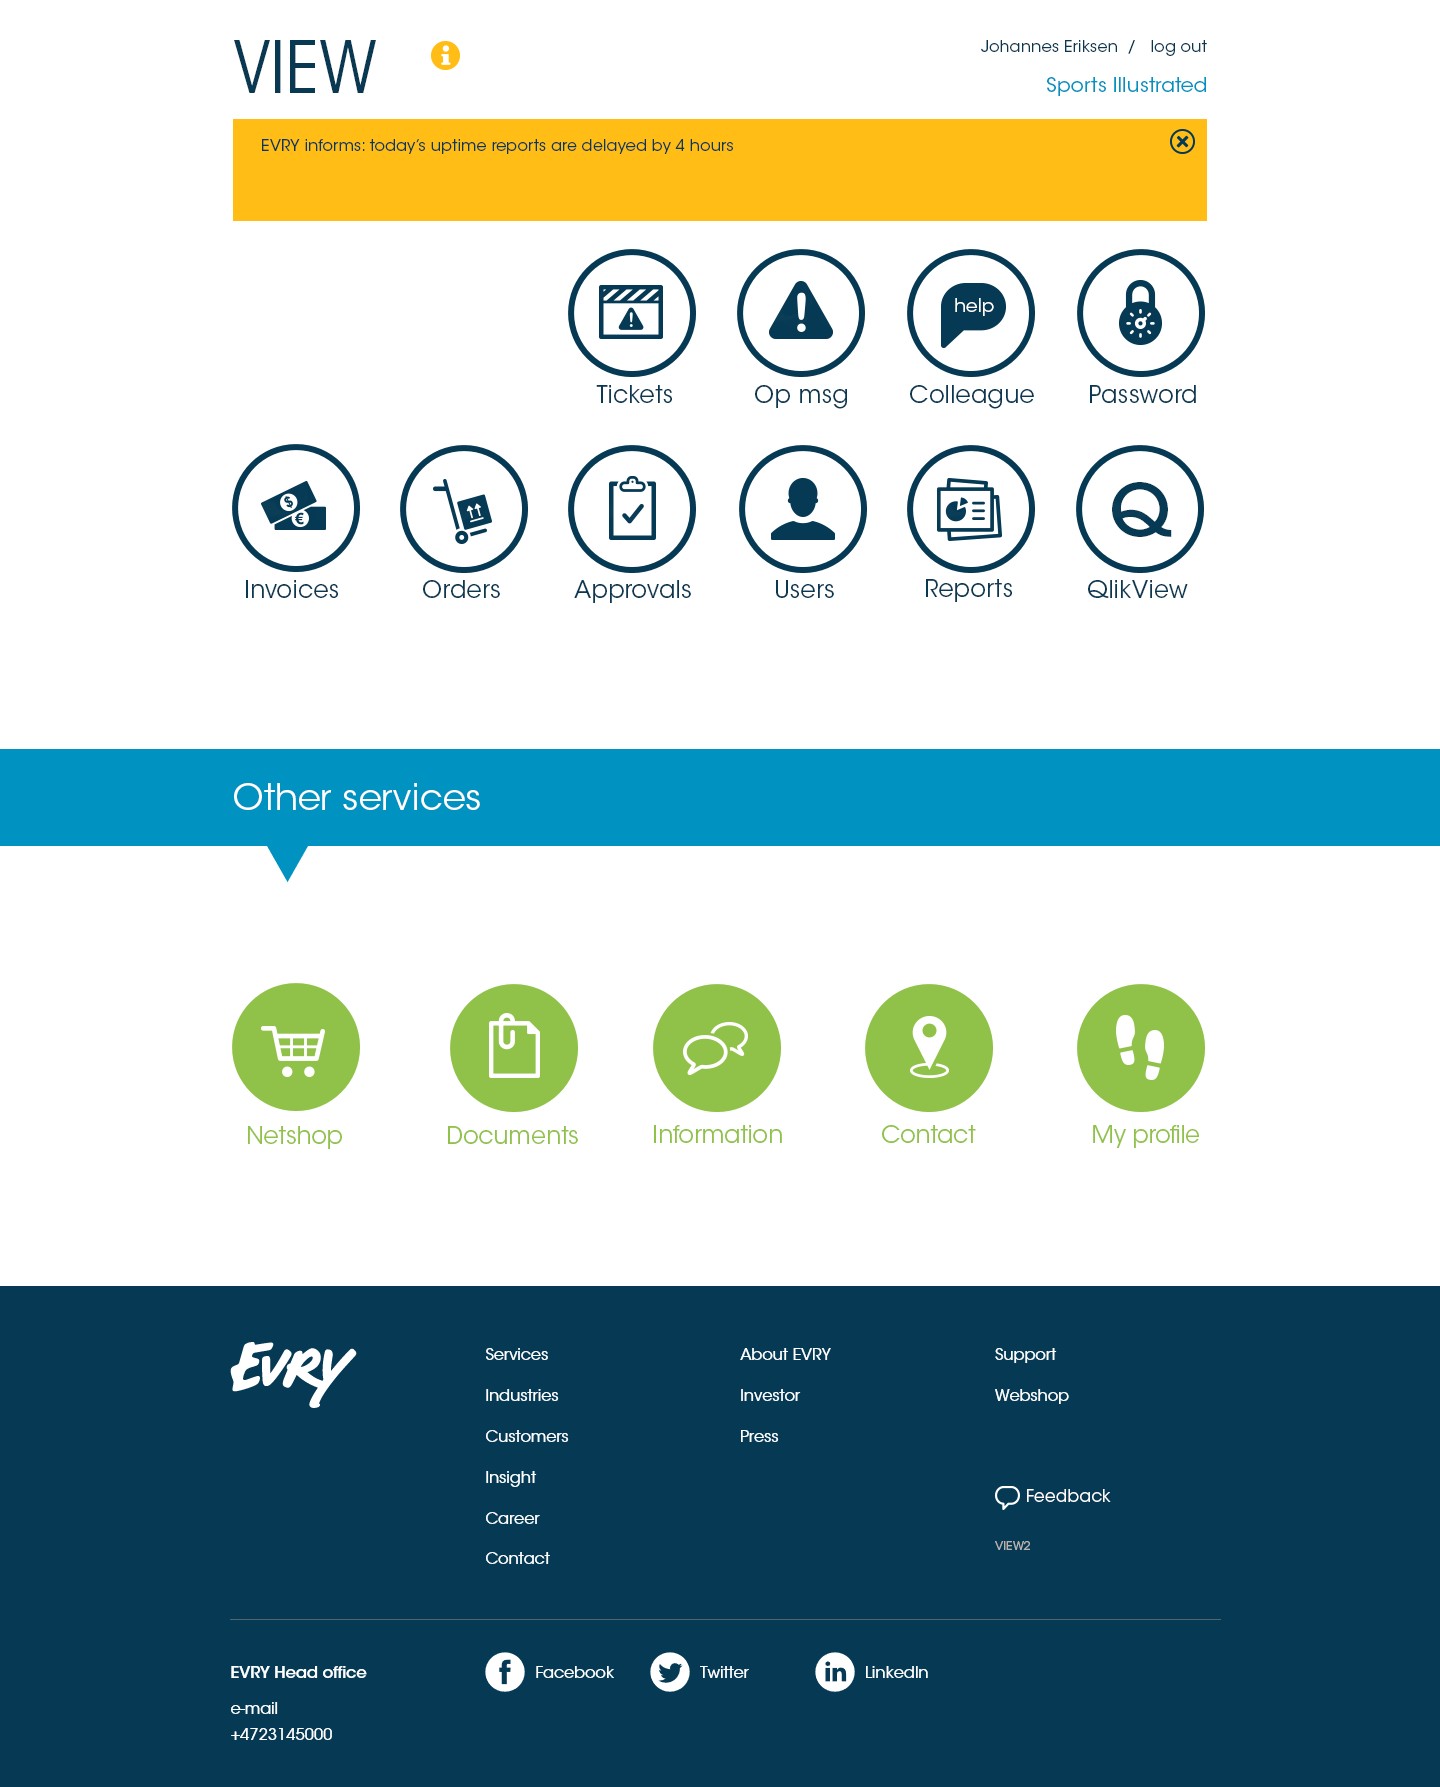 VIEW
Johannes Eriksen / log out
Sports Illustrated
EVRY informs: today’s uptime reports are delayed by 4 hours
help
Tickets
Op msg
Colleague
Password
$
€
Invoices
Orders
Approvals
Users
Reports
QlikView
Other services
Netshop
Documents
Information
Contact
My profile
EVRY
Services
Industries
Customers
Insight
Career
Contact
About EVRY
Investor
Press
Support
Webshop
Feedback
VIEW2
EVRY Head office
e-mail
+4723145000
Facebook
Twitter
in LinkedIn